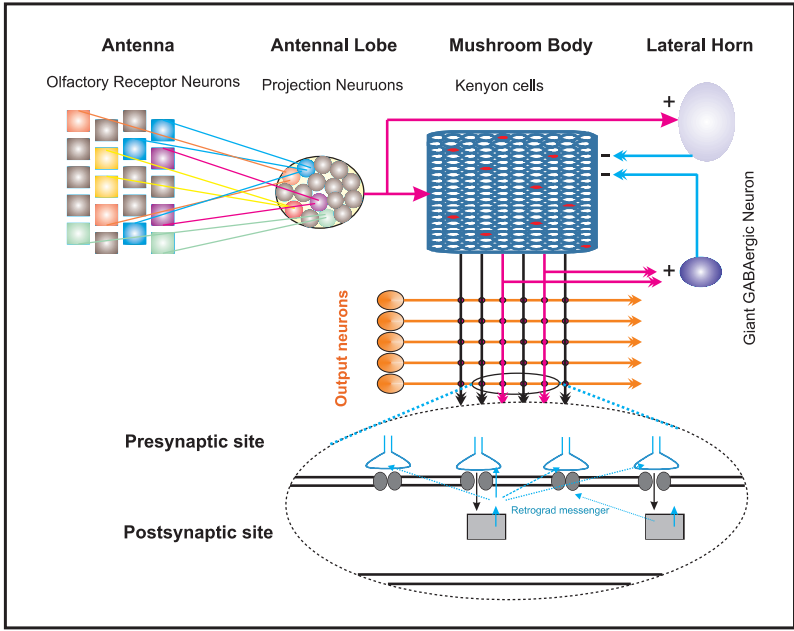 Antenna
Antennal Lobe
Mushroom Body
Lateral Horn
Olfactory Receptor Neurons
Projection Neuruons
Kenyon cells
+
-
-
+
Giant GABAergic Neuron
Output neurons
Presynaptic site
Retrograd messenger
Postsynaptic site